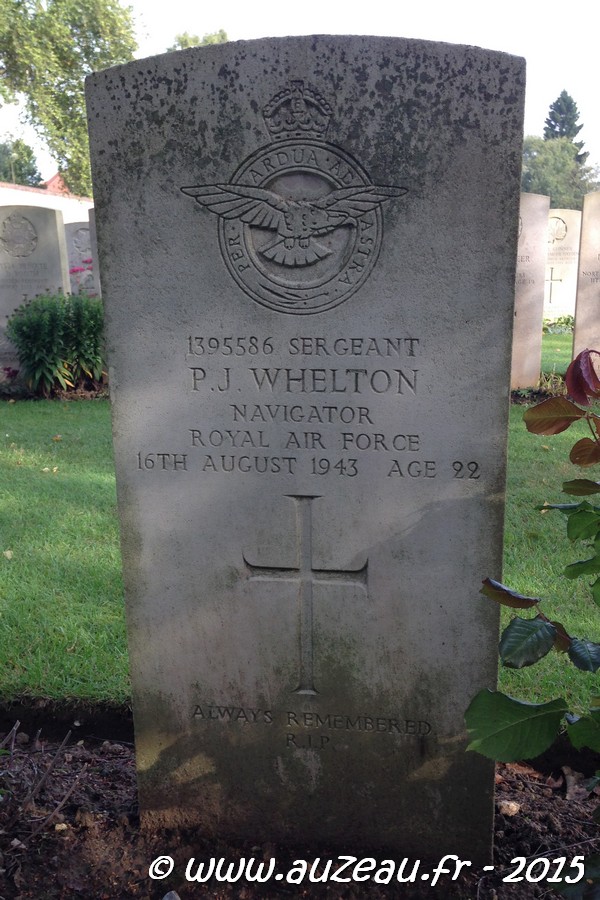 PER ARDUA AD ASTRA
1395586 SERGEANT
P. J. WHELTON
NAVIGATOR
ROYAL AIR FORCE
16TH AUGUST 1943 AGE 22
ALWAYS REMEMBERED
R.I.P.
© www.auzeau.fr - 2015